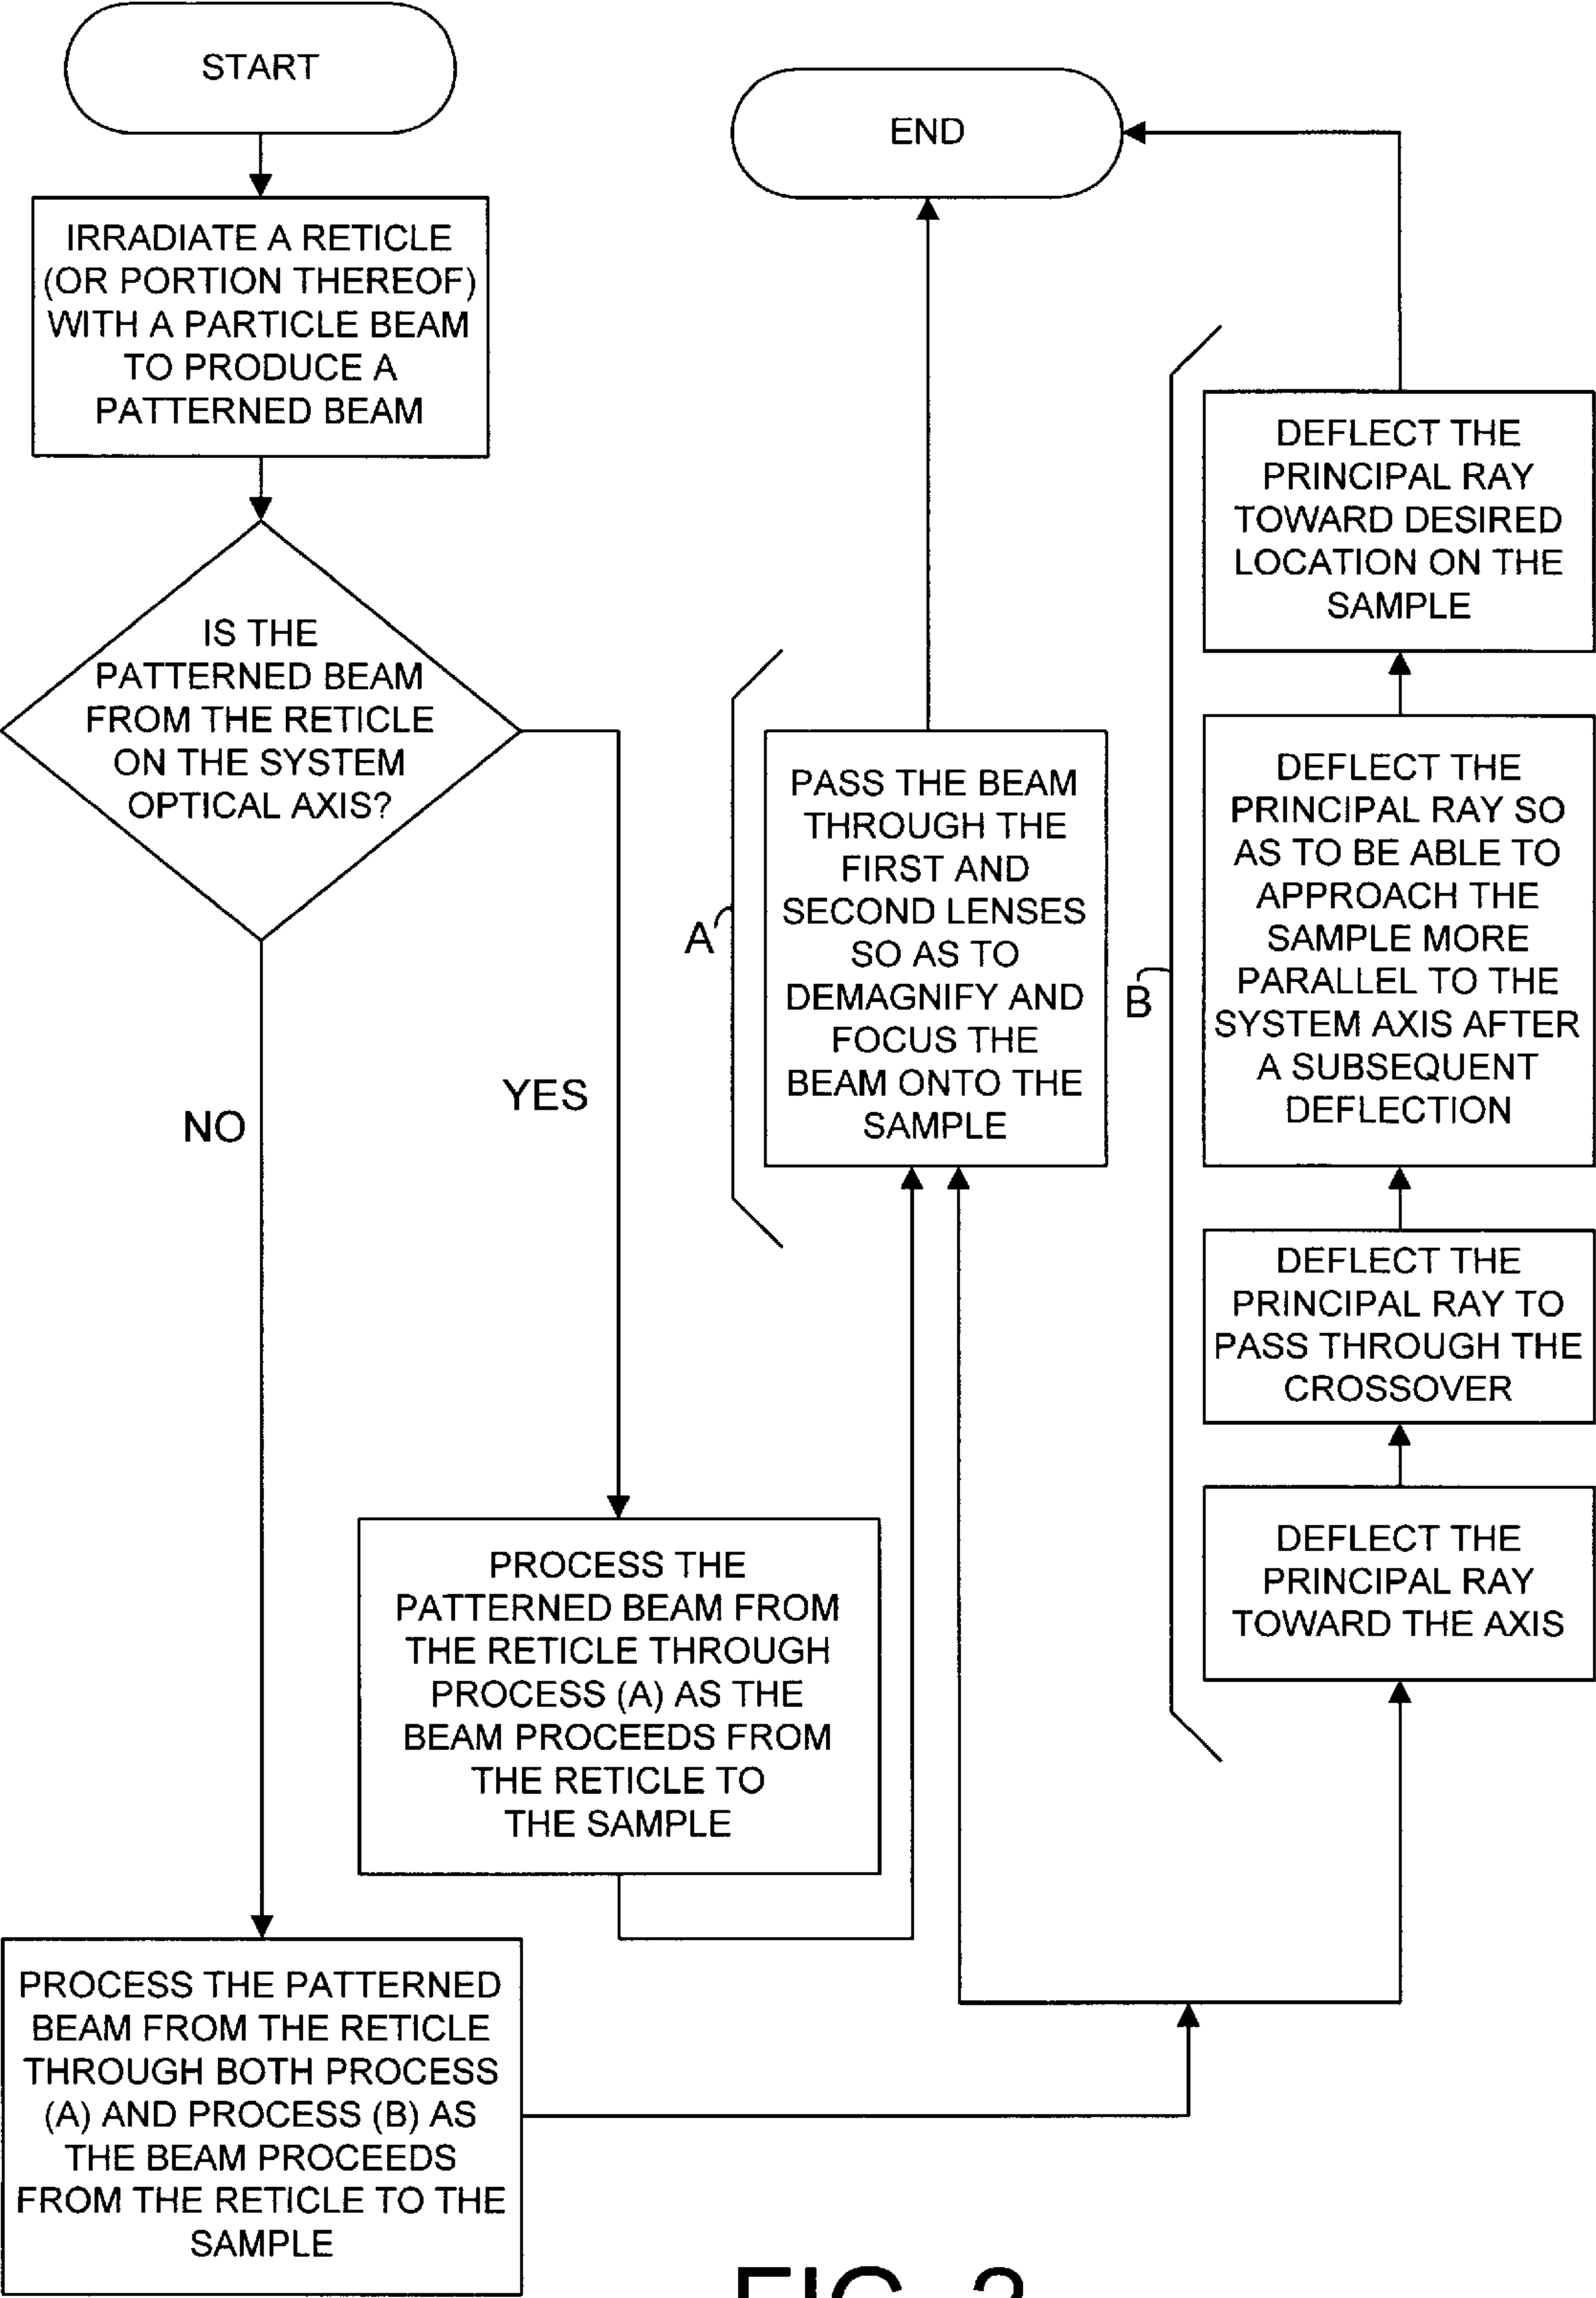 START
IRRADIATE A RETICLE
(OR PORTION THEREOF)
WITH A PARTICLE BEAM
TO PRODUCE A
PATTERNED BEAM
IS THE
PATTERNED BEAM
FROM THE RETICLE
ON THE SYSTEM
OPTICAL AXIS?
NO
YES
PROCESS THE
PATTERNED BEAM FROM
THE RETICLE THROUGH
PROCESS (A) AS THE
BEAM PROCEEDS FROM
THE RETICLE TO
THE SAMPLE
PROCESS THE PATTERNED
BEAM FROM THE RETICLE
THROUGH BOTH PROCESS
(A) AND PROCESS (B) AS
THE BEAM PROCEEDS
FROM THE RETICLE TO THE
SAMPLE
END
A
PASS THE BEAM
THROUGH THE
FIRST AND
SECOND LENSES
SO AS TO
DEMAGNIFY AND
FOCUS THE
BEAM ONTO THE
SAMPLE
B
DEFLECT THE
PRINCIPAL RAY
TOWARD DESIRED
LOCATION ON THE
SAMPLE
DEFLECT THE
PRINCIPAL RAY SO
AS TO BE ABLE TO
APPROACH THE
SAMPLE MORE
PARALLEL TO THE
SYSTEM AXIS AFTER
A SUBSEQUENT
DEFLECTION
DEFLECT THE
PRINCIPAL RAY TO
PASS THROUGH THE
CROSSOVER
DEFLECT THE
PRINCIPAL RAY
TOWARD THE AXIS